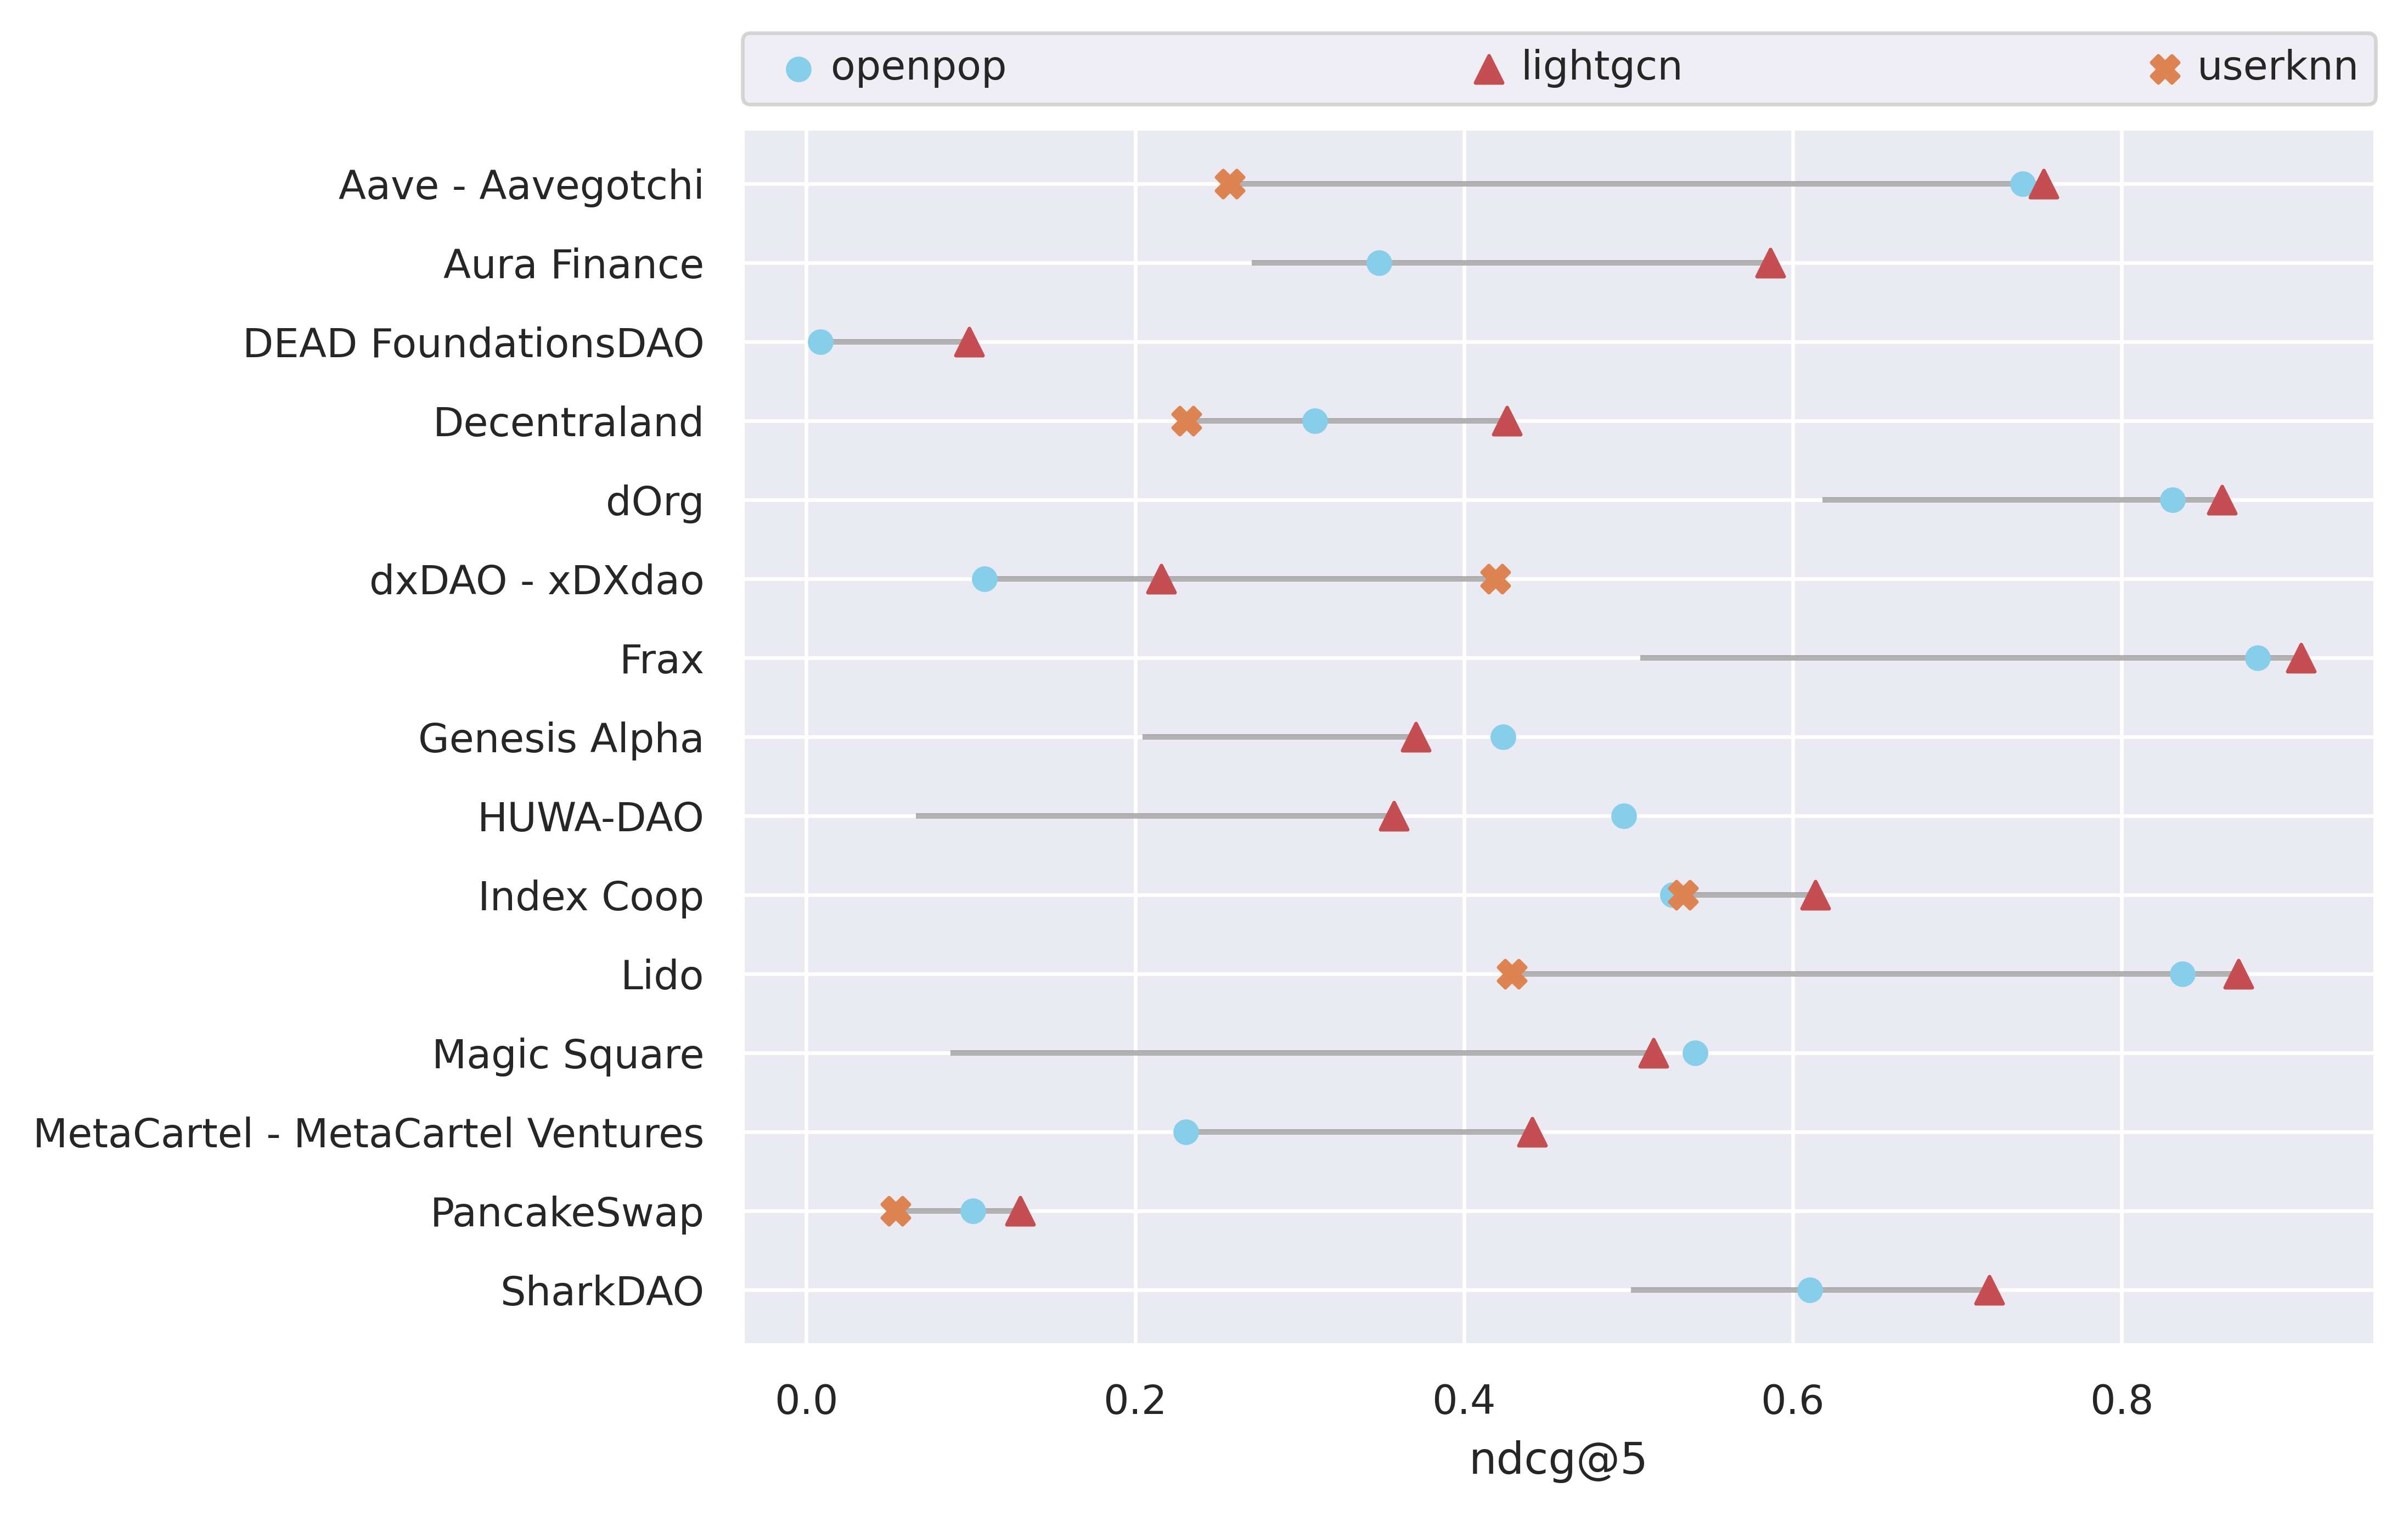 openpop lightgcn userknn
Aave - Aavegotchi
Aura Finance
DEAD FoundationsDAO
Decentraland
dOrg
dxDAO - xDXdao
Frax
Genesis Alpha
HUWA-DAO
Index Coop
Lido
Magic Square
MetaCartel - MetaCartel Ventures
PancakeSwap
SharkDAO
0.0 0.2 0.4 0.6 0.8
ndcg@5